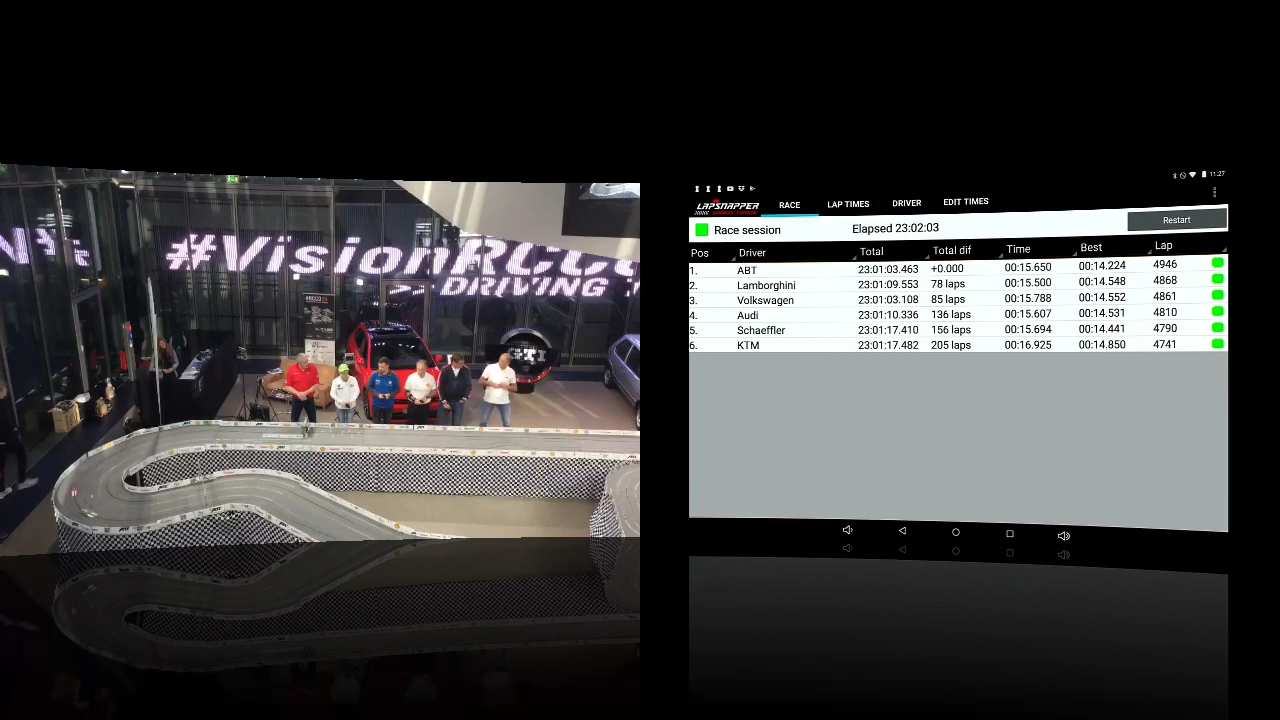 N's
#VisionRCCO
>> DRIVING T
#RCCO24
GTI
11:27
LAPSNAPPER
RACE
LAP TIMES
DRIVER
EDIT TIMES
Race session
Elapsed 23:02:03
Restart
Pos Driver Total Total dif Time Best Lap
1. ABT 23:01:03.463 +0.000 00:15.650 00:14.224 4946
2. Lamborghini 23:01:09.553 78 laps 00:15.500 00:14.548 4868
3. Volkswagen 23:01:03.108 85 laps 00:15.788 00:14.552 4861
4. Audi 23:01:10.336 136 laps 00:15.607 00:14.531 4810
5. Schaeffler 23:01:17.410 156 laps 00:15.694 00:14.441 4790
6. KTM 23:01:17.482 205 laps 00:16.925 00:14.850 4741